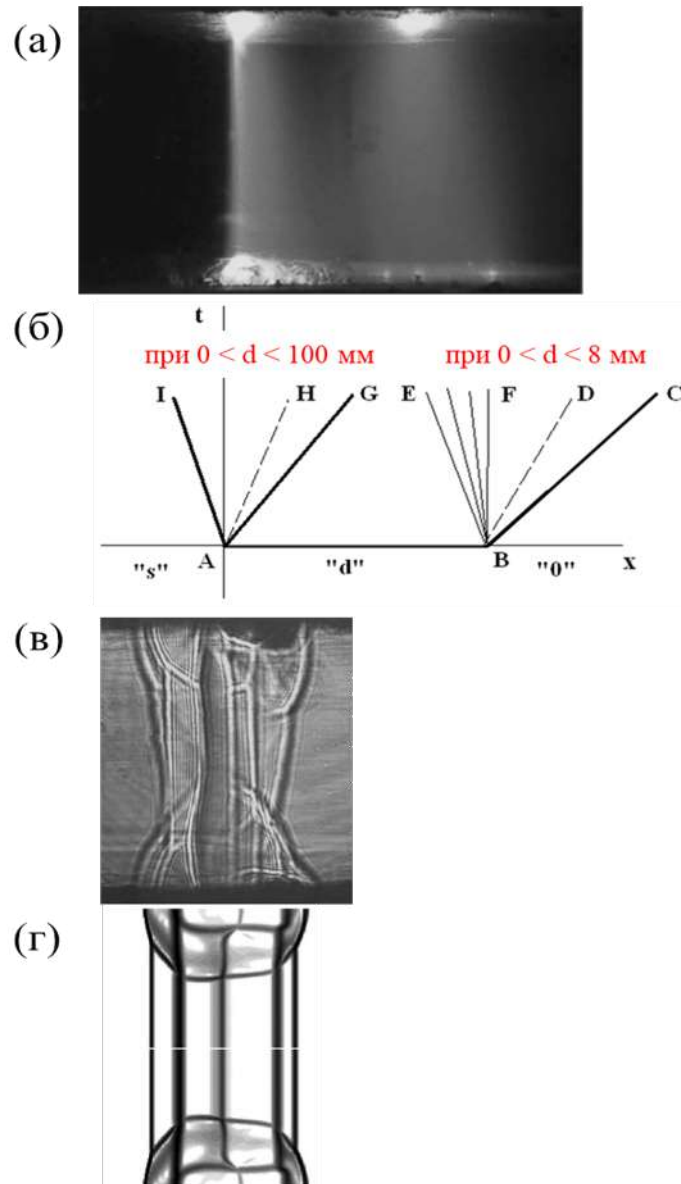 (а)
(б)
t
при 0 < d < 100 мм
при 0 < d < 8 мм
I
H
G
E
F
D
C
"s"
A
"d"
B
"0"
x
(в)
(г)